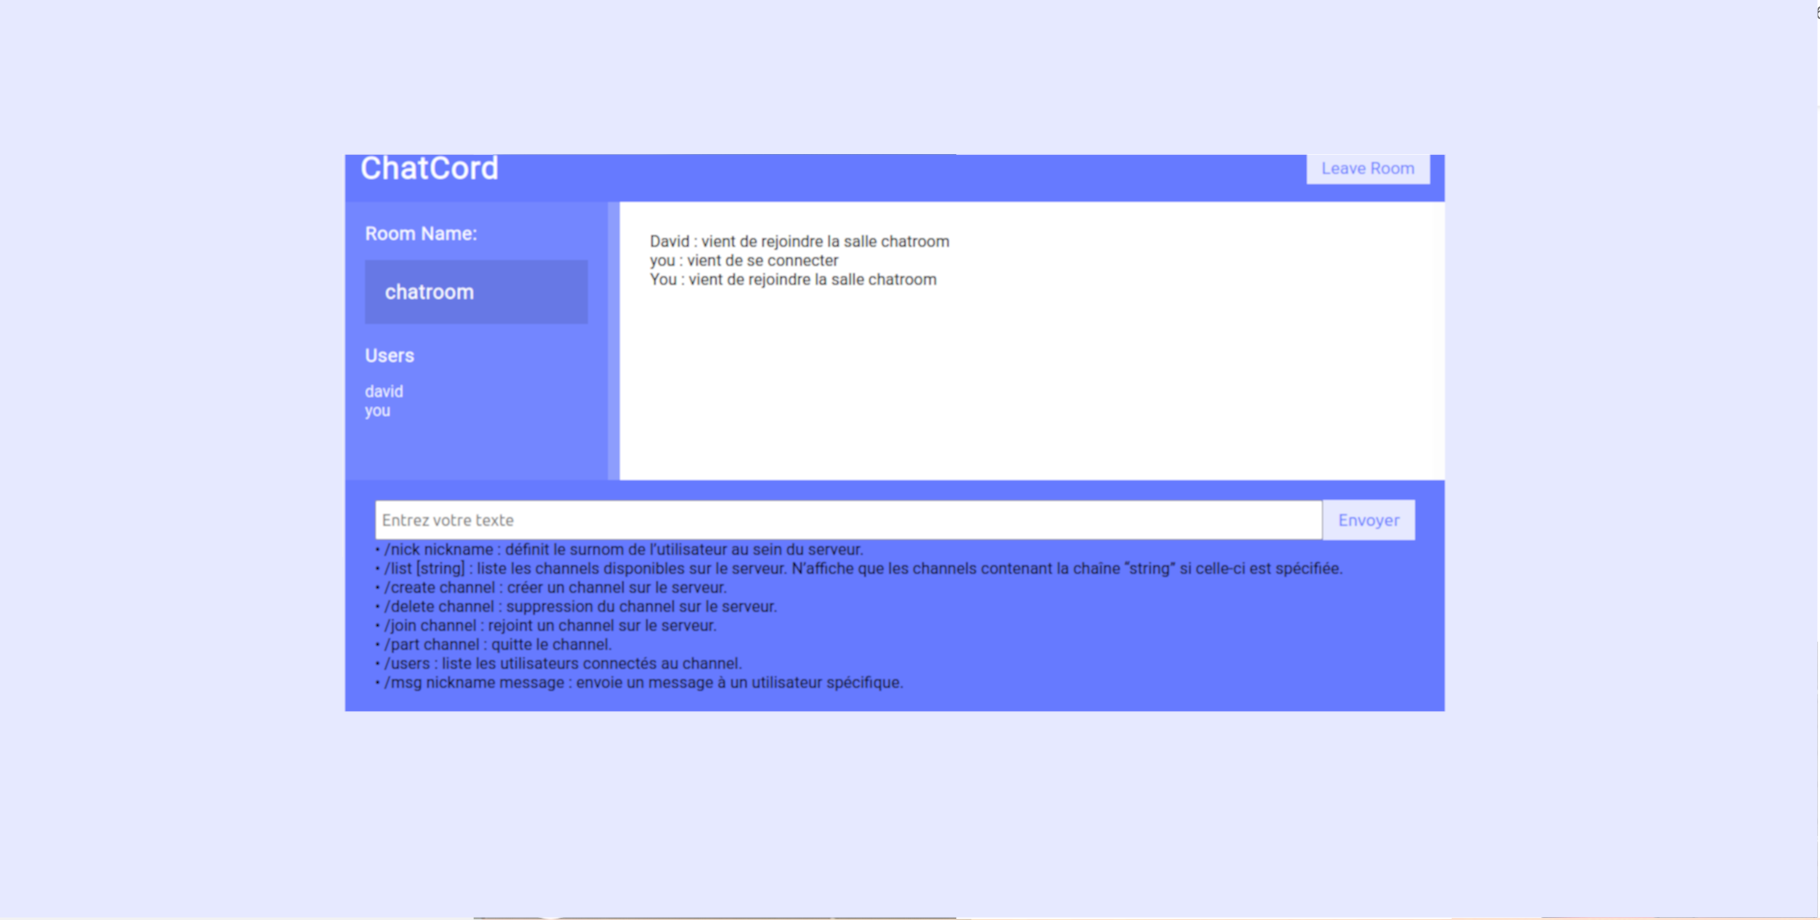 ChatCord
Leave Room
Room Name:
chatroom
Users
david
you
David : vient de rejoindre la salle chatroom
you : vient de se connecter
You : vient de rejoindre la salle chatroom
Entrez votre texte
Envoyer
• /nick nickname : définit le surnom de l'utilisateur au sein du serveur.
• /list [string] : liste les channels disponibles sur le serveur. N'affiche que les channels contenant la chaîne “string” si celle-ci est spécifiée.
• /create channel : créer un channel sur le serveur.
• /delete channel : suppression du channel sur le serveur.
• /join channel : rejoint un channel sur le serveur.
• /part channel : quitte le channel.
• /users : liste les utilisateurs connectés au channel.
• /msg nickname message : envoie un message à un utilisateur spécifique.